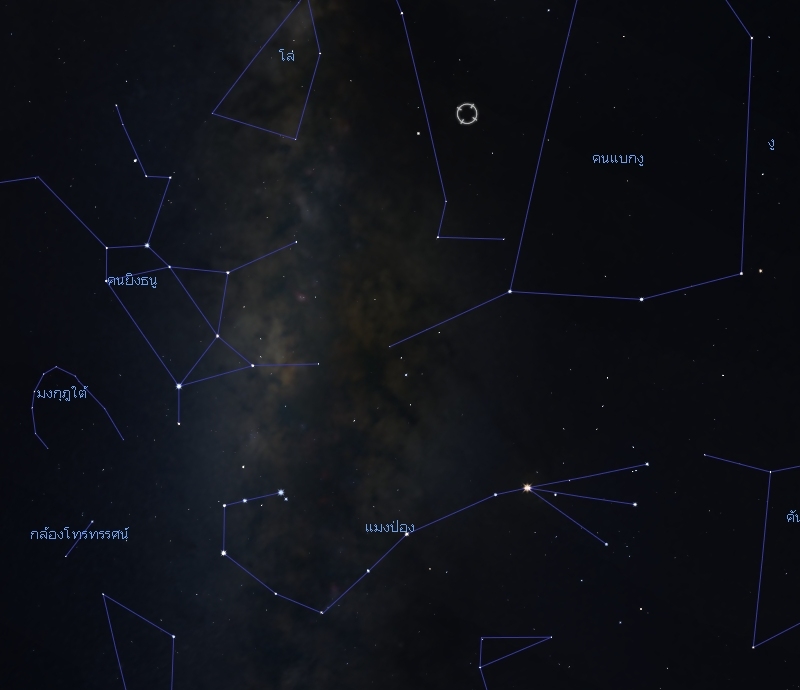 โล่
คนแบกงู
งู
คนยิงธนู
มงกุฎใต้
แมงป่อง
กล้องโทรทรรศน์
คัน